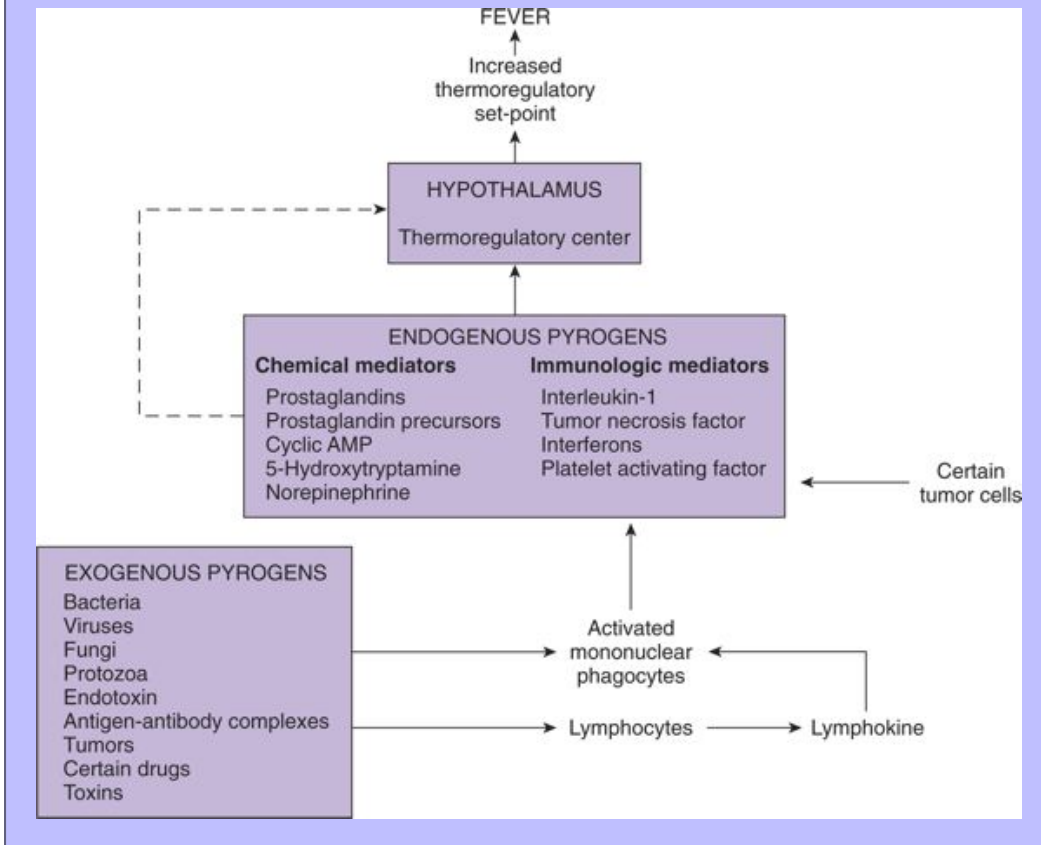 FEVER
Increased
thermoregulatory
set-point
HYPOTHALAMUS
Thermoregulatory center
ENDOGENOUS PYROGENS
Chemical mediators
Prostaglandins
Prostaglandin precursors
Cyclic AMP
5-Hydroxytryptamine
Norepinephrine
Immunologic mediators
Interleukin-1
Tumor necrosis factor
Interferons
Platelet activating factor
Certain
tumor cells
EXOGENOUS PYROGENS
Bacteria
Viruses
Fungi
Protozoa
Endotoxin
Antigen-antibody complexes
Tumors
Certain drugs
Toxins
Activated
mononuclear
phagocytes
Lymphocytes
Lymphokine